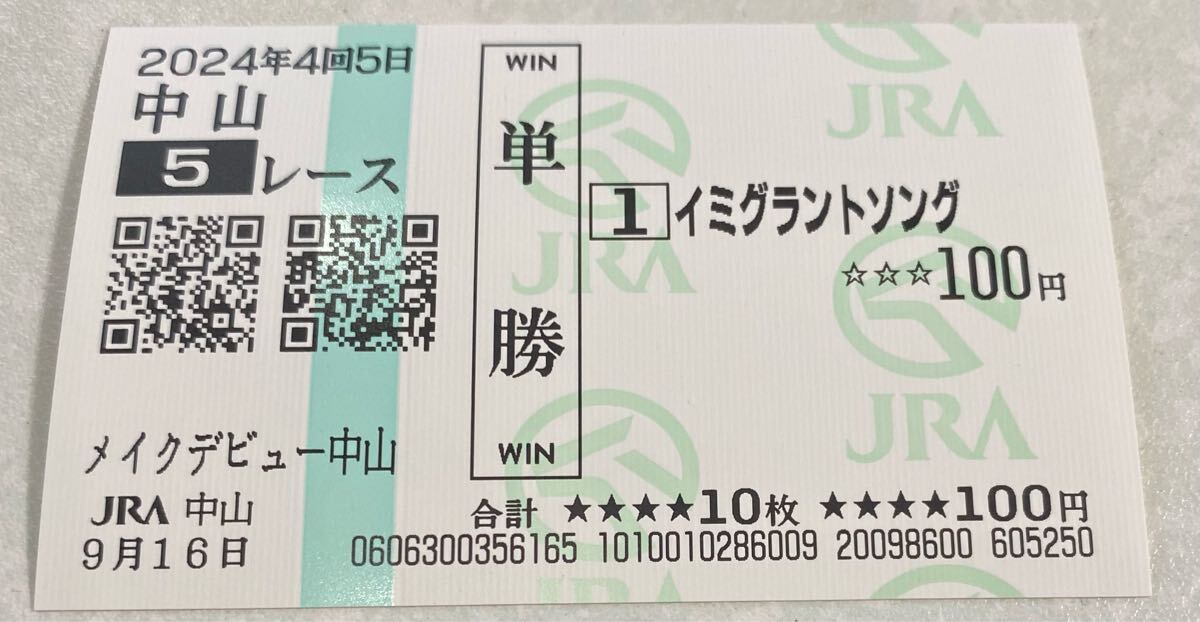 2024年4回5日
中山
5レース
メイクデビュー中山
JRA 中山
9月16日
WIN
単勝
WIN
1 イミグラントソング
☆☆☆100円
合計 ★★★★10枚 ★★★★100円
0606300356165 1010010286009 20098600 605250
JRA
JRA
JRA